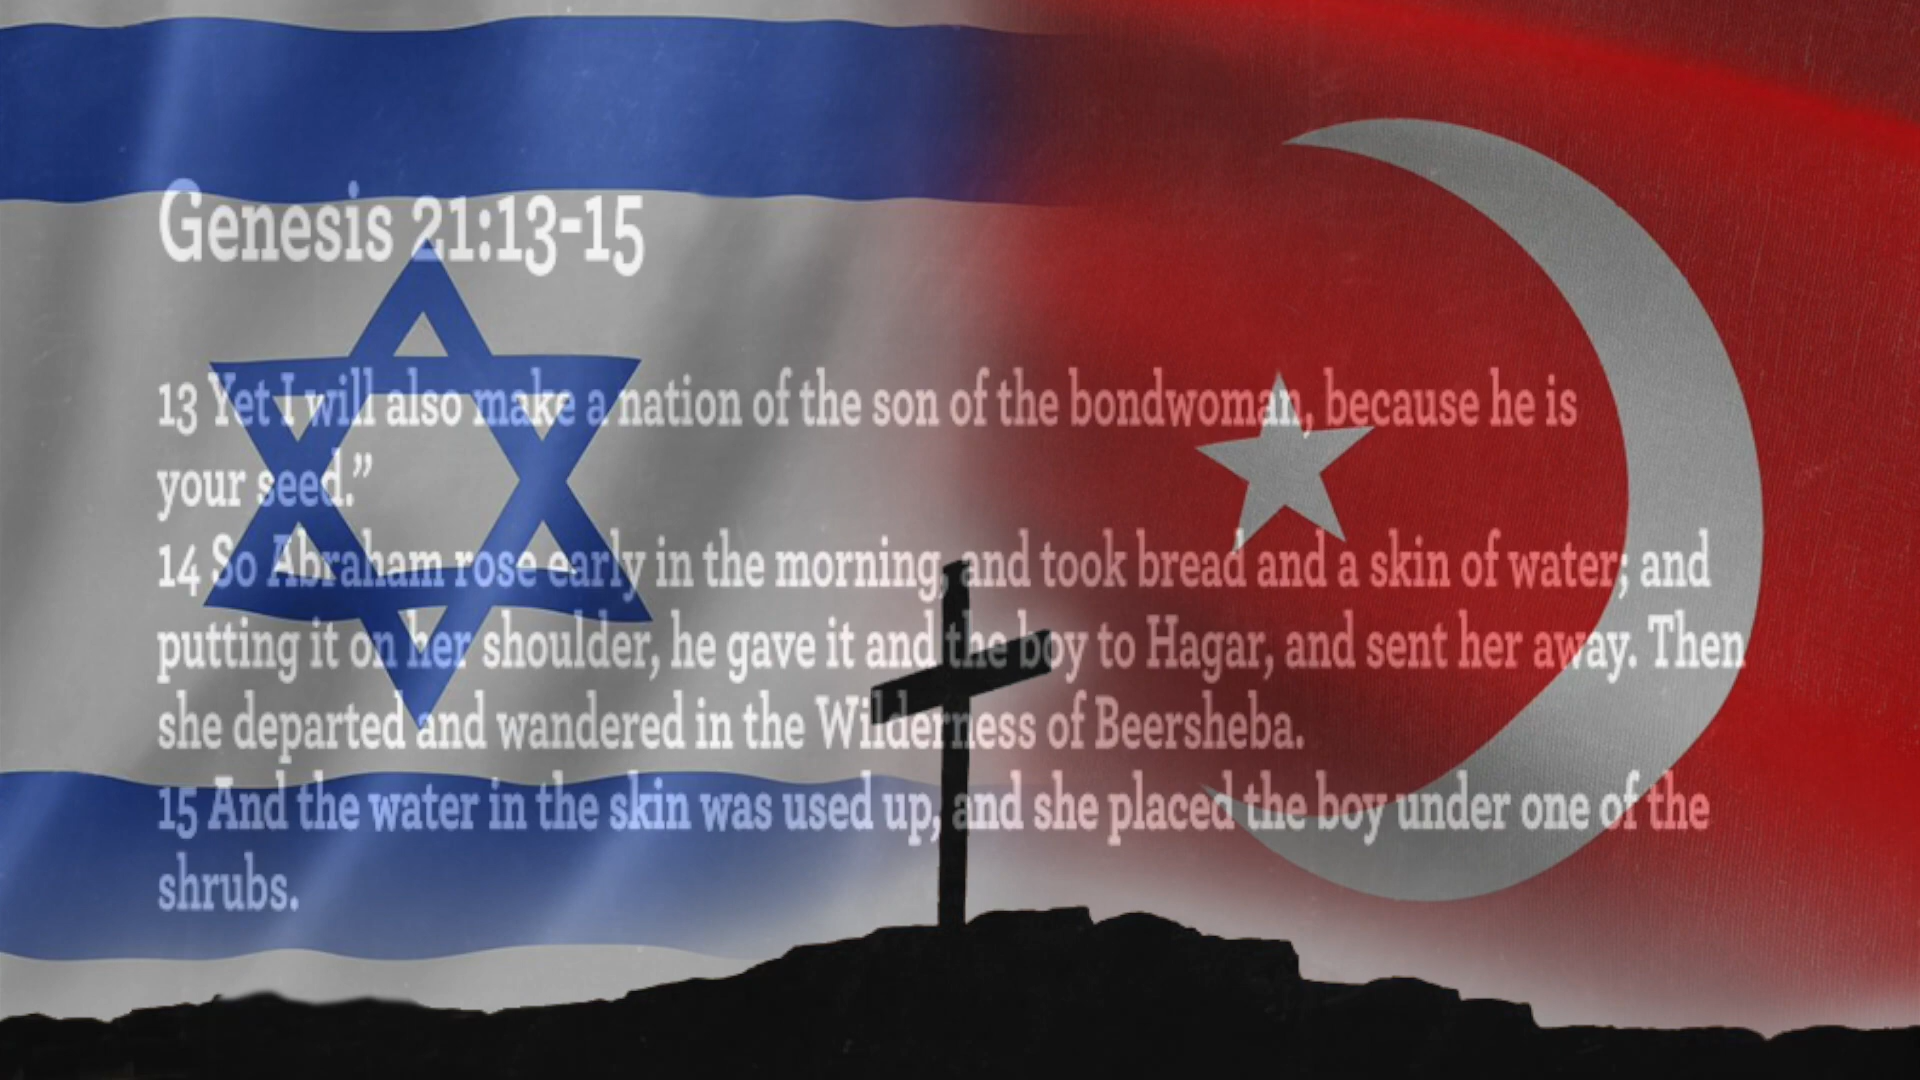 Genesis 21:13-15
13 Yet I will also make a nation of the son of the bondwoman, because he is
your seed.”
14 So Abraham rose early in the morning, and took bread and a skin of water; and
putting it on her shoulder, he gave it and the boy to Hagar, and sent her away. Then
she departed and wandered in the Wilderness of Beersheba.
15 And the water in the skin was used up, and she placed the boy under one of the
shrubs.